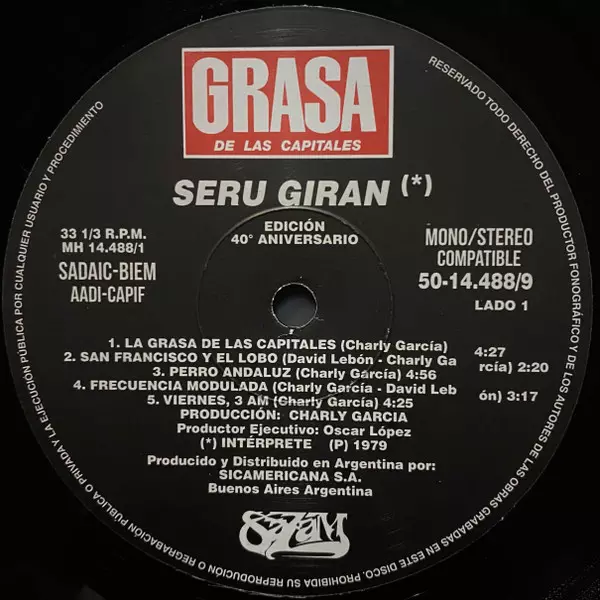 GRASA
DE LAS CAPITALES
SERU GIRAN (*)
EDICIÓN
40° ANIVERSARIO
33 1/3 R.P.M.
MH 14.488/1
SADAIC-BIEM
AADI-CAPIF
MONO/STEREO
COMPATIBLE
50-14.488/9
LADO 1
1. LA GRASA DE LAS CAPITALES (Charly García) 4:27
2. SAN FRANCISCO Y EL LOBO (David Lebón - Charly García) 2:20
3. PERRO ANDALUZ (Charly García) 4:56
4. FRECUENCIA MODULADA (Charly García - David Lebón) 3:17
5. VIERNES, 3 AM (Charly García) 4:25
PRODUCCIÓN: CHARLY GARCIA
Productor Ejecutivo: Oscar López
(*) INTÉRPRETE (P) 1979
Producido y Distribuido en Argentina por:
SICAMERICANA S.A.
Buenos Aires Argentina
SAZAM
RESERVADO TODO DERECHO DEL PRODUCTOR FONOGRÁFICO Y DE LOS AUTORES DE LAS OBRAS GRABADAS EN ESTE DISCO. PROHIBIDA SU REPRODUCCIÓN O REGRABACIÓN PÚBLICA O PRIVADA Y LA EJECUCIÓN PÚBLICA POR CUALQUIER USUARIO Y PROCEDIMIENTO